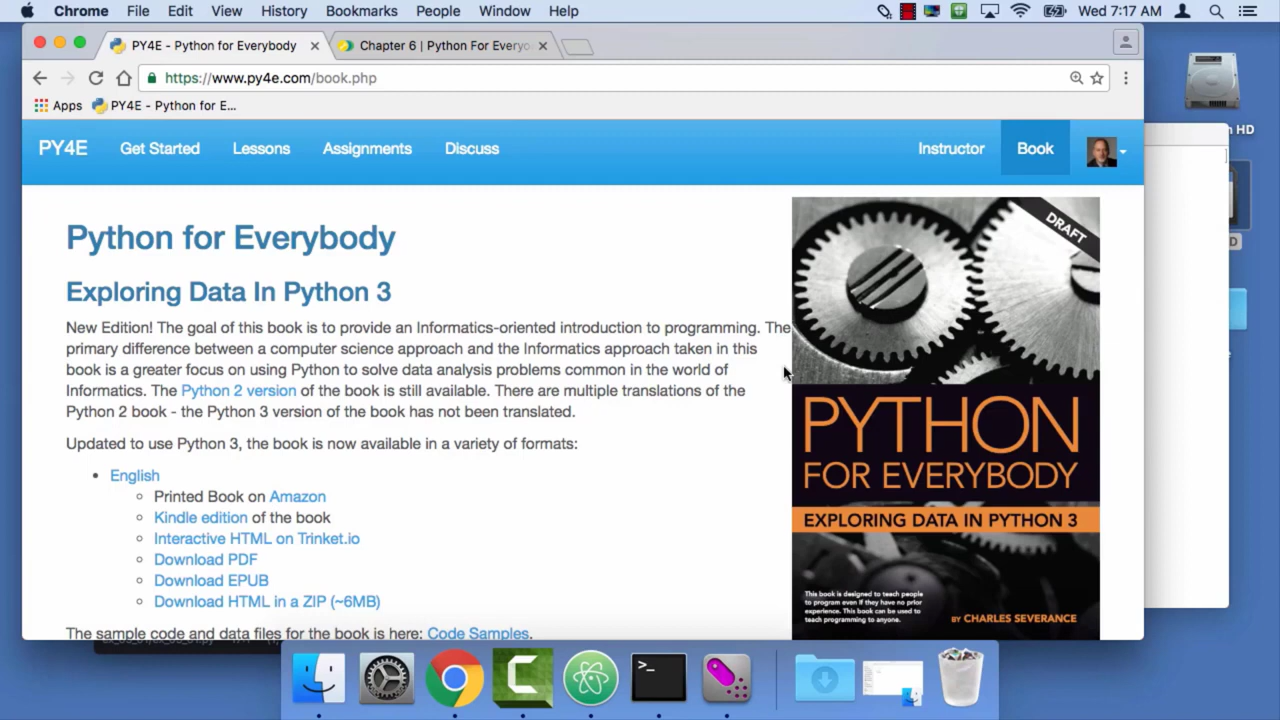 Chrome File Edit View History Bookmarks People Window Help Wed 7:17 AM
PY4E - Python for Everybody Chapter 6 | Python For Everyo
https://www.py4e.com/book.php
Apps PY4E - Python for E...
n HD
PY4E Get Started Lessons Assignments Discuss Instructor Book
Python for Everybody
Exploring Data In Python 3
New Edition! The goal of this book is to provide an Informatics-oriented introduction to programming. The
primary difference between a computer science approach and the Informatics approach taken in this
book is a greater focus on using Python to solve data analysis problems common in the world of
Informatics. The Python 2 version of the book is still available. There are multiple translations of the
Python 2 book - the Python 3 version of the book has not been translated.
Updated to use Python 3, the book is now available in a variety of formats:
English
Printed Book on Amazon
Kindle edition of the book
Interactive HTML on Trinket.io
Download PDF
Download EPUB
Download HTML in a ZIP (~6MB)
The sample code and data files for the book is here: Code Samples.
DRAFT
PYTHON
FOR EVERYBODY
EXPLORING DATA IN PYTHON 3
This book is designed to teach people
to program even if they have no prior
experience. This book can be used to
teach programming to anyone.
BY CHARLES SEVERANCE
D